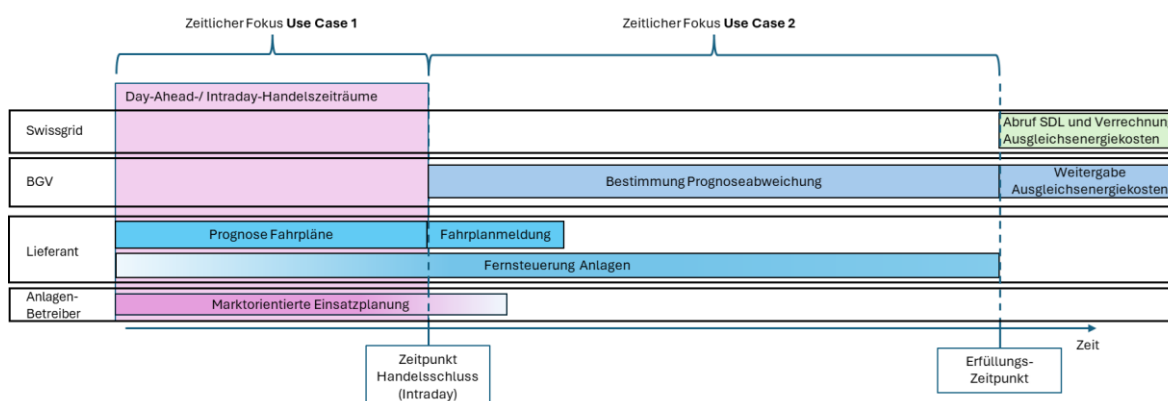 Zeitlicher Fokus Use Case 1
Zeitlicher Fokus Use Case 2
Day-Ahead-/ Intraday-Handelszeiträume
Swissgrid
Abruf SDL und Verrechnung
Ausgleichsenergiekosten
BGV
Bestimmung Prognoseabweichung
Weitergabe
Ausgleichsenergiekosten
Lieferant
Prognose Fahrpläne
Fahrplanmeldung
Fernsteuerung Anlagen
Anlagen-
Betreiber
Marktorientierte Einsatzplanung
Zeit
Zeitpunkt
Handelsschluss
(Intraday)
Erfüllungs-
Zeitpunkt